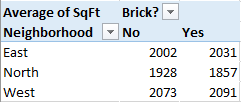 Average of SqFt Brick?
Neighborhood No Yes
East 2002 2031
North 1928 1857
West 2073 2091